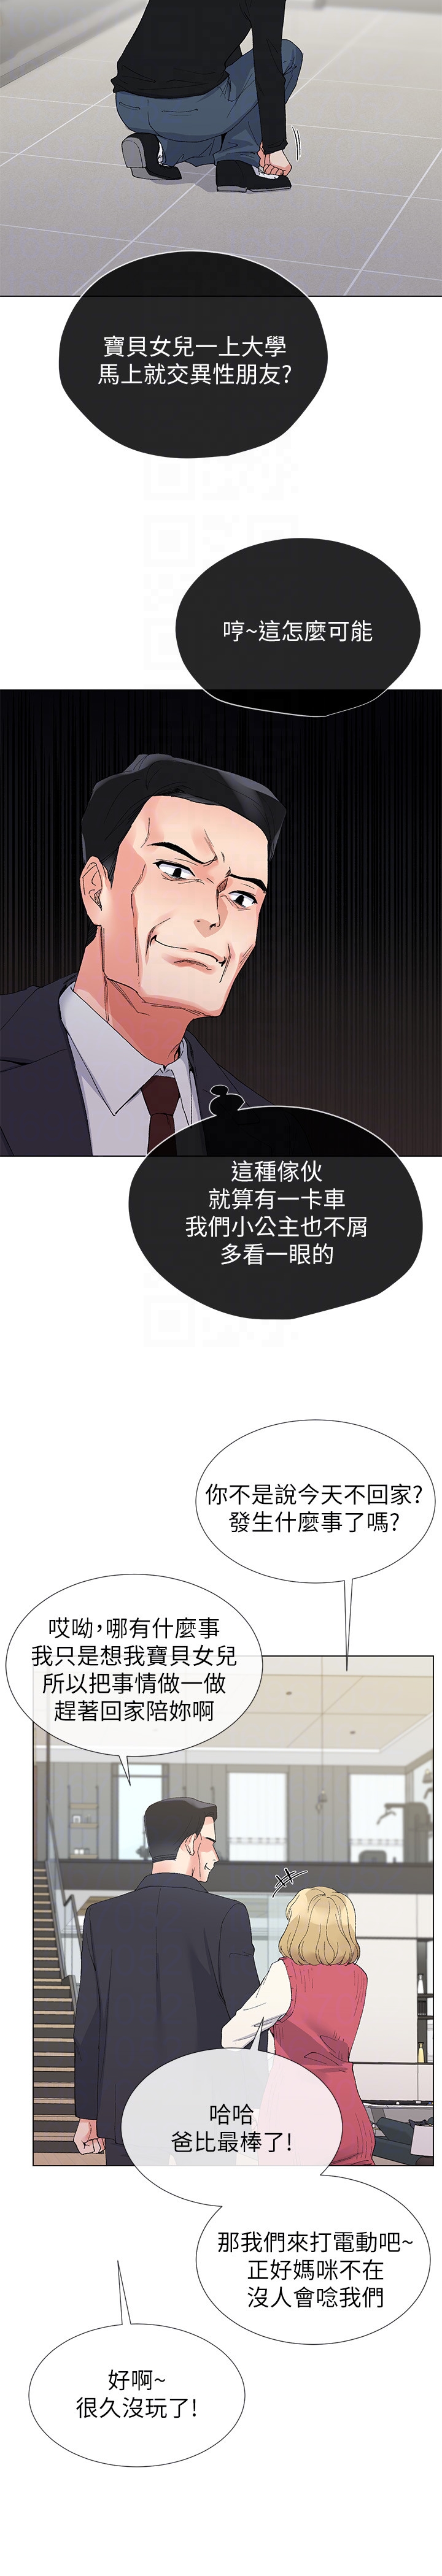 寶貝女兒一上大學
馬上就交異性朋友?
哼~這怎麼可能
這種傢伙
就算有一卡車
我們小公主也不屑
多看一眼的
你不是說今天不回家?
發生什麼事了嗎?
哎呦,哪有什麼事
我只是想我寶貝女兒
所以把事情做一做
趕著回家陪妳啊
哈哈
爸比最棒了!
那我們來打電動吧~
正好媽咪不在
沒人會唸我們
好啊~
很久沒玩了!